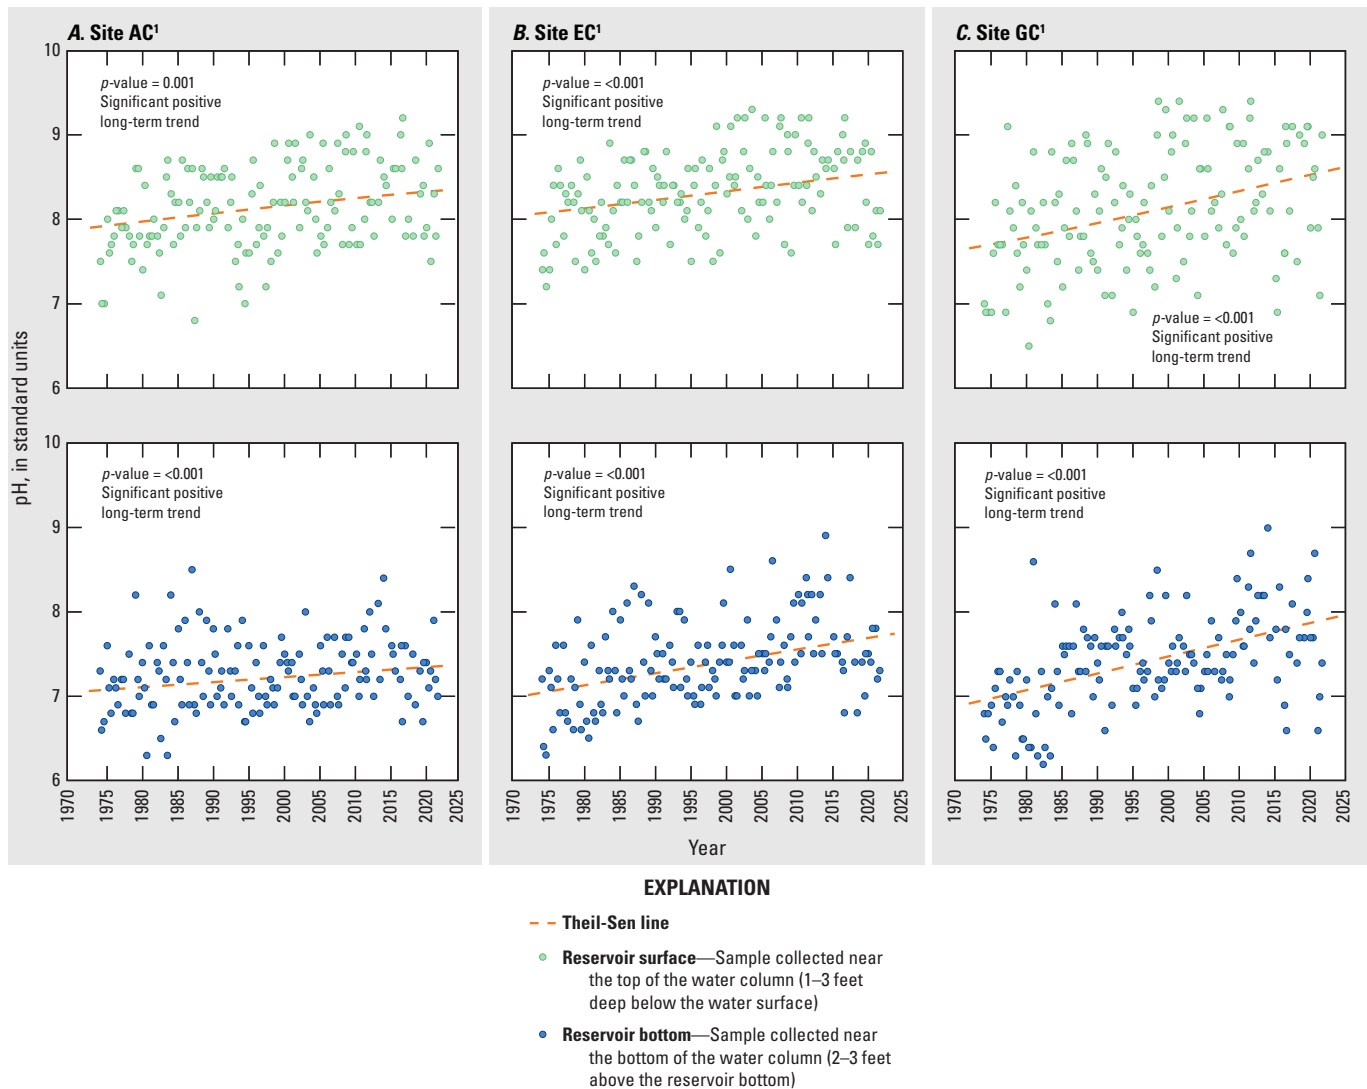 A. Site AC¹
B. Site EC¹
C. Site GC¹
p-value = 0.001
Significant positive
long-term trend
p-value = <0.001
Significant positive
long-term trend
p-value = <0.001
Significant positive
long-term trend
10
9
8
7
6
p-value = <0.001
Significant positive
long-term trend
p-value = <0.001
Significant positive
long-term trend
p-value = <0.001
Significant positive
long-term trend
10
9
8
7
6
pH, in standard units
1970 1975 1980 1985 1990 1995 2000 2005 2010 2015 2020 2025
1970 1975 1980 1985 1990 1995 2000 2005 2010 2015 2020 2025
1970 1975 1980 1985 1990 1995 2000 2005 2010 2015 2020 2025
Year
EXPLANATION
Theil-Sen line
Reservoir surface—Sample collected near
the top of the water column (1–3 feet
deep below the water surface)
Reservoir bottom—Sample collected near
the bottom of the water column (2–3 feet
above the reservoir bottom)